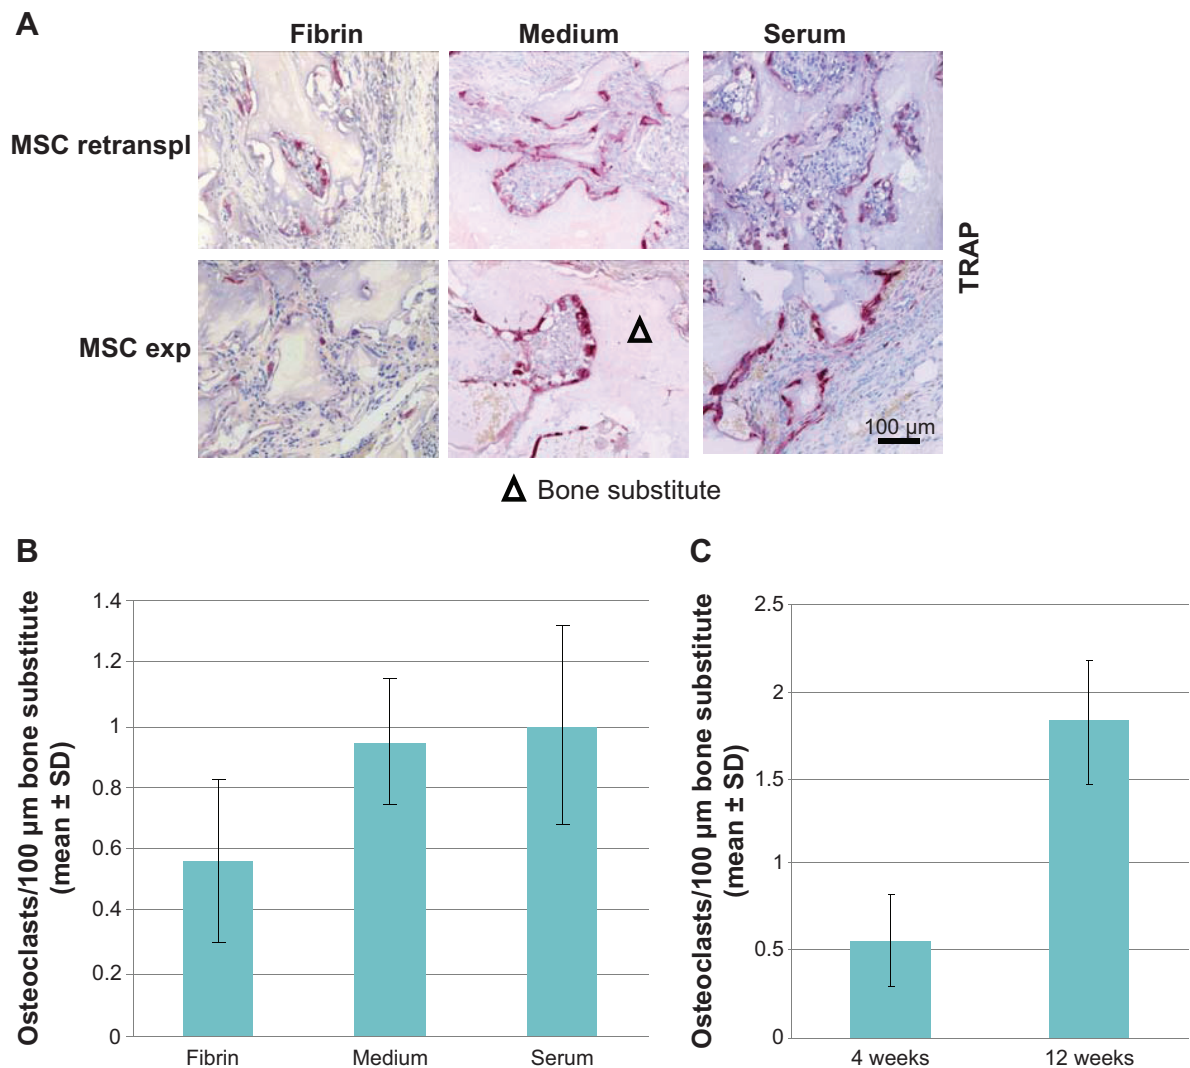 A
Fibrin Medium Serum
MSC retranspl
MSC exp
TRAP
100 µm
Bone substitute
B
Osteoclasts/100 µm bone substitute
(mean ± SD)
1.4
1.2
1
0.8
0.6
0.4
0.2
0
Fibrin Medium Serum
C
Osteoclasts/100 µm bone substitute
(mean ± SD)
2.5
2
1.5
1
0.5
0
4 weeks 12 weeks